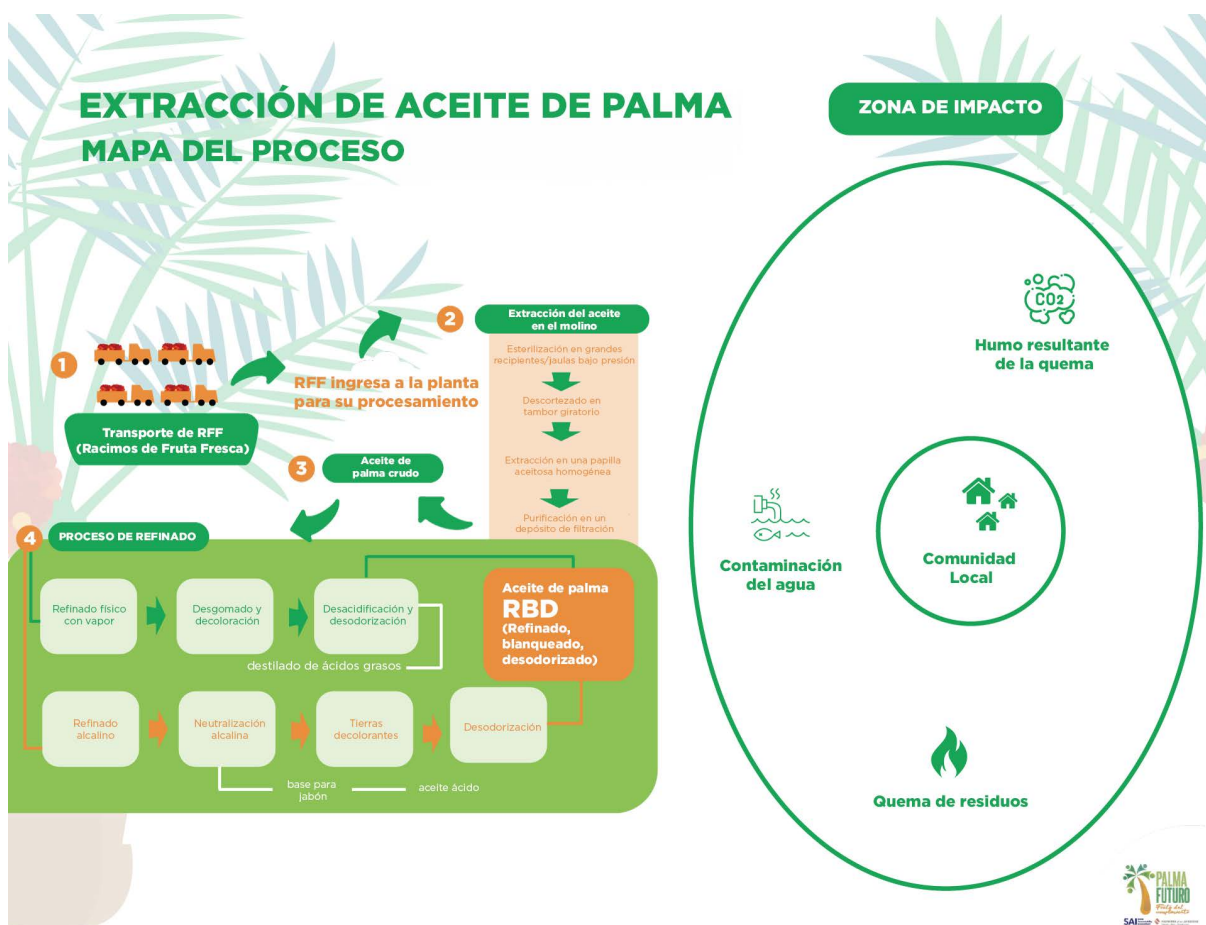 EXTRACCIÓN DE ACEITE DE PALMA
MAPA DEL PROCESO
ZONA DE IMPACTO
1
Transporte de RFF
(Racimos de Fruta Fresca)
RFF ingresa a la planta
para su procesamiento
2
Extracción del aceite
en el molino
Esterilización en grandes
recipientes/jaulas bajo presión
Descortezado en
tambor giratorio
Extracción en una papilla
aceitosa homogénea
Purificación en un
depósito de filtración
3
Aceite de
palma crudo
4
PROCESO DE REFINADO
Refinado físico
con vapor
Desgomado y
decoloración
Desacidificación y
desodorización
destilado de ácidos grasos
Aceite de palma
RBD
(Refinado,
blanqueado,
desodorizado)
Refinado
alcalino
Neutralización
alcalina
Tierras
decolorantes
Desodorización
base para
jabón
aceite ácido
CO2
Humo resultante
de la quema
Contaminación
del agua
Comunidad
Local
Quema de residuos
PALMA
FUTURO
SAI